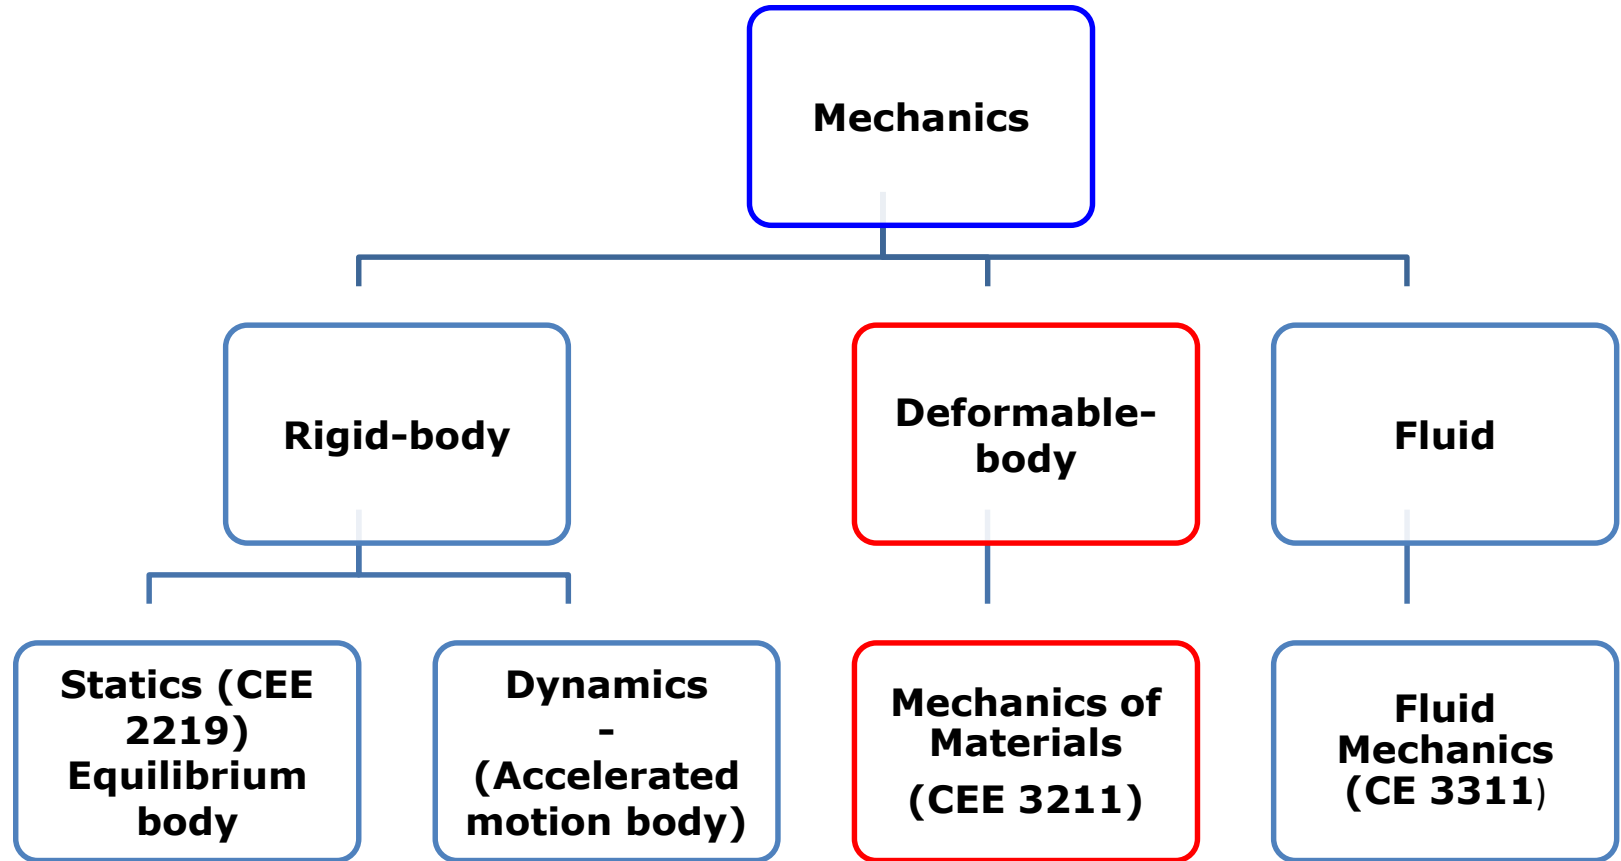 Mechanics
Rigid-body
Deformable-
body
Fluid
Statics (CEE
2219)
Equilibrium
body
Dynamics
-
(Accelerated
motion body)
Mechanics of
Materials
(CEE 3211)
Fluid
Mechanics
(CE 3311)